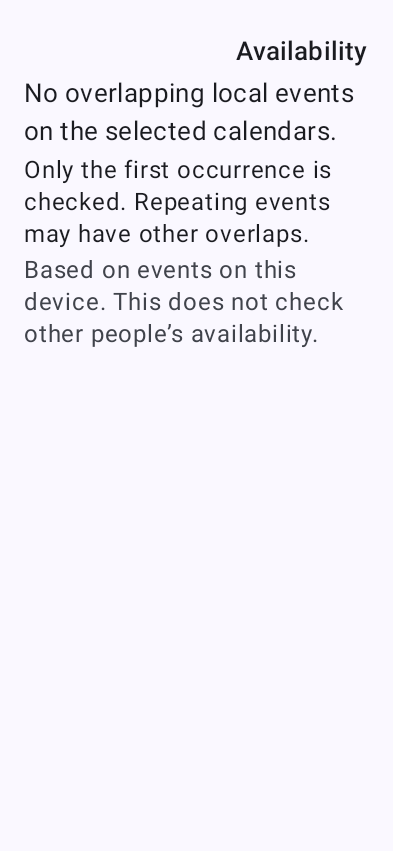 Availability
No overlapping local events
on the selected calendars.
Only the first occurrence is
checked. Repeating events
may have other overlaps.
Based on events on this
device. This does not check
other people’s availability.